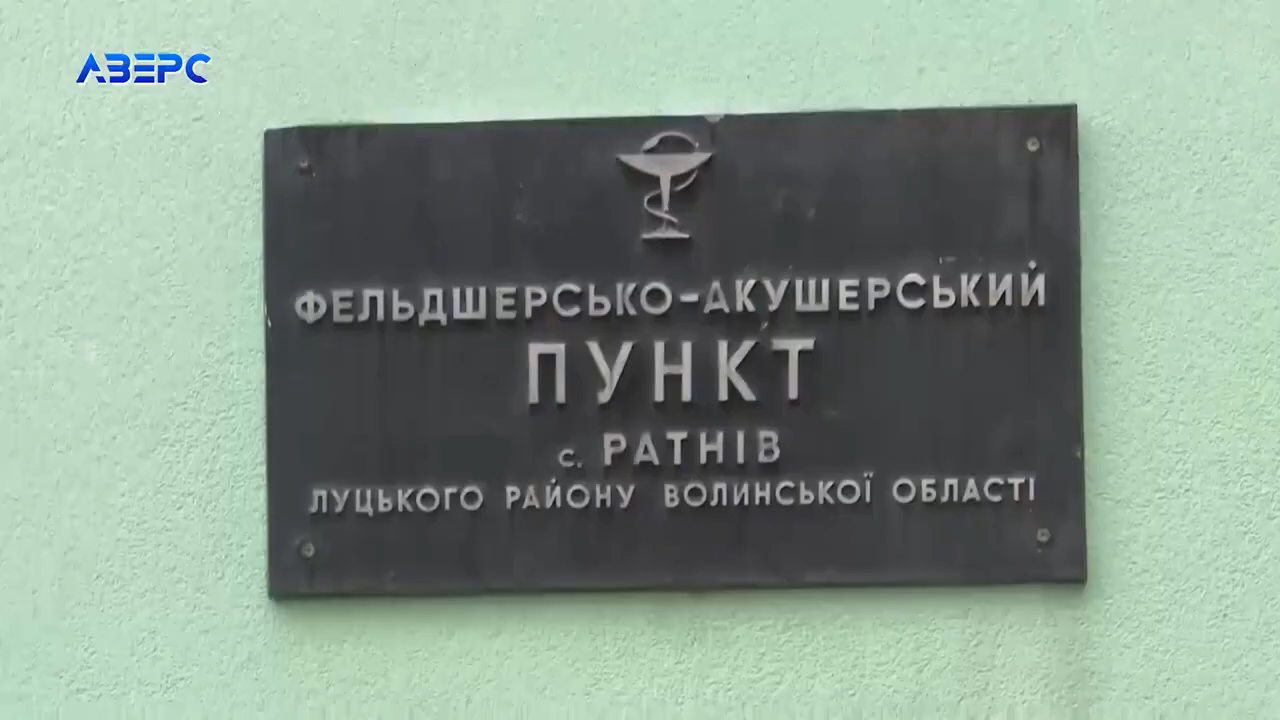 АВЕРС
ФЕЛЬДШЕРСЬКО-АКУШЕРСЬКИЙ
ПУНКТ
с. РАТНІВ
ЛУЦЬКОГО РАЙОНУ ВОЛИНСЬКОЇ ОБЛАСТІ